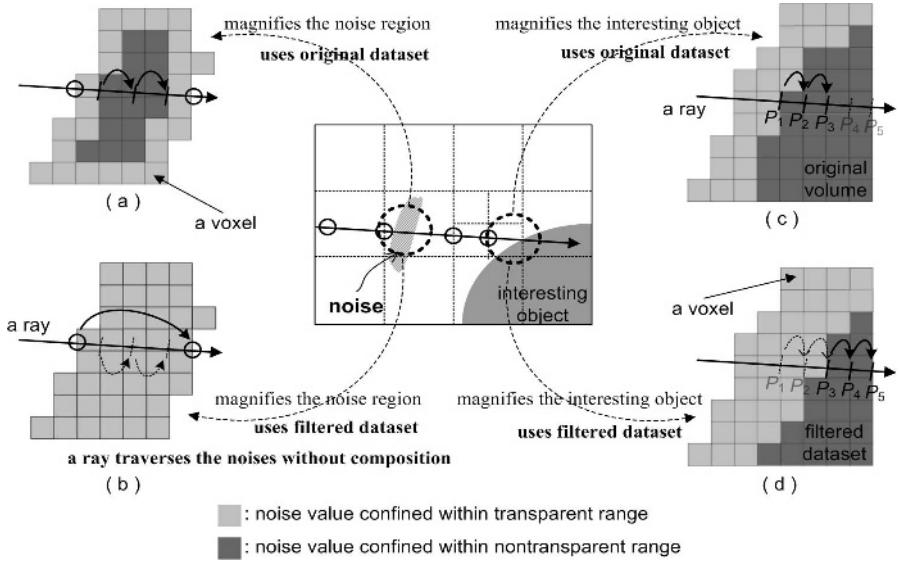 magnifies the noise region
uses original dataset
magnifies the interesting object
uses original dataset
a ray
P1 P2 P3 P4 P5
original
volume
(a)
a voxel
(c)
noise
interesting
object
a ray
a voxel
P1 P2 P3 P4 P5
magnifies the noise region
uses filtered dataset
magnifies the interesting object
uses filtered dataset
filtered
dataset
a ray traverses the noises without composition
(b)
(d)
: noise value confined within transparent range
: noise value confined within nontransparent range